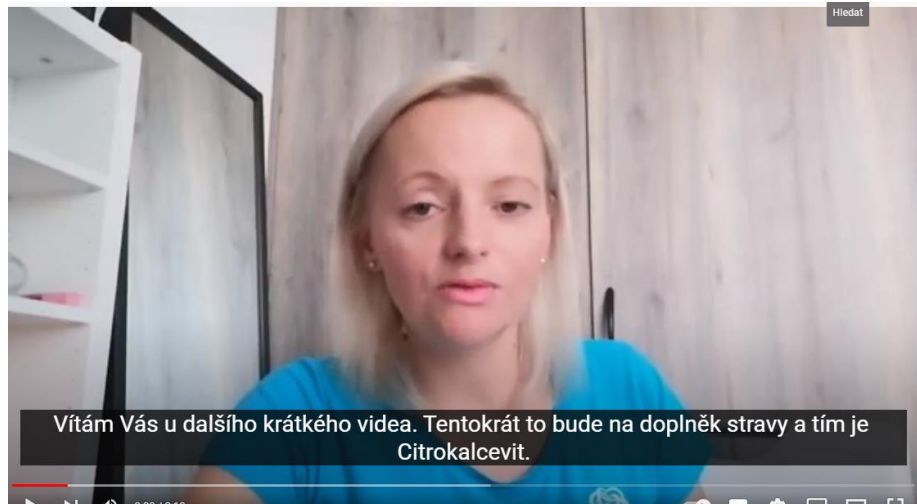 Hledat
Vítám Vás u dalšího krátkého videa. Tentokrát to bude na doplněk stravy a tím je
Citrokalcevit.